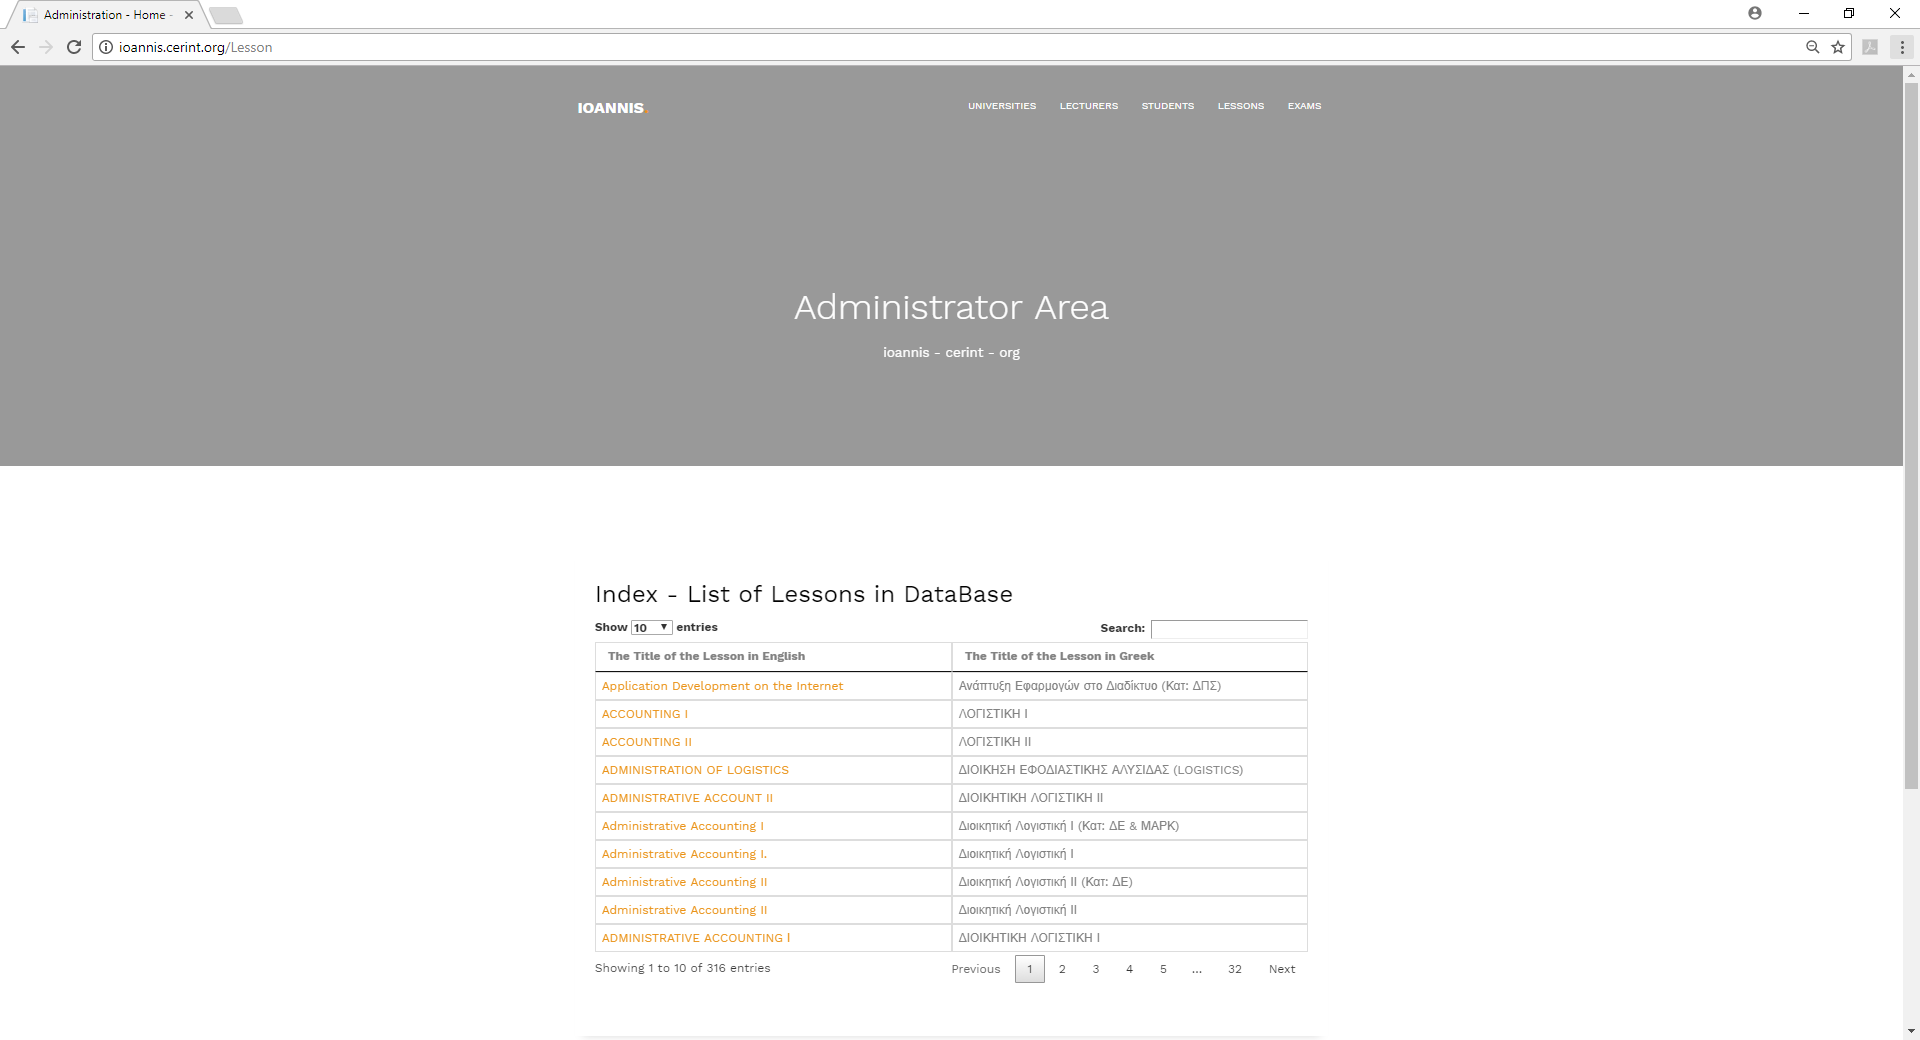 Administration - Home -
ioannis.cerint.org/Lesson
IOANNIS.
UNIVERSITIES LECTURERS STUDENTS LESSONS EXAMS
Administrator Area
ioannis - cerint - org
Index - List of Lessons in DataBase
Show 10 entries Search:
The Title of the Lesson in English The Title of the Lesson in Greek
Application Development on the Internet Ανάπτυξη Εφαρμογών στο Διαδίκτυο (Κατ: ΔΠΣ)
ACCOUNTING I ΛΟΓΙΣΤΙΚΗ Ι
ACCOUNTING II ΛΟΓΙΣΤΙΚΗ ΙΙ
ADMINISTRATION OF LOGISTICS ΔΙΟΙΚΗΣΗ ΕΦΟΔΙΑΣΤΙΚΗΣ ΑΛΥΣΙΔΑΣ (LOGISTICS)
ADMINISTRATIVE ACCOUNT II ΔΙΟΙΚΗΤΙΚΗ ΛΟΓΙΣΤΙΚΗ ΙΙ
Administrative Accounting I Διοικητική Λογιστική Ι (Κατ: ΔΕ & ΜΑΡΚ)
Administrative Accounting I. Διοικητική Λογιστική Ι
Administrative Accounting II Διοικητική Λογιστική ΙΙ (Κατ: ΔΕ)
Administrative Accounting II Διοικητική Λογιστική ΙΙ
ADMINISTRATIVE ACCOUNTING Ι ΔΙΟΙΚΗΤΙΚΗ ΛΟΓΙΣΤΙΚΗ Ι
Showing 1 to 10 of 316 entries Previous 1 2 3 4 5 … 32 Next